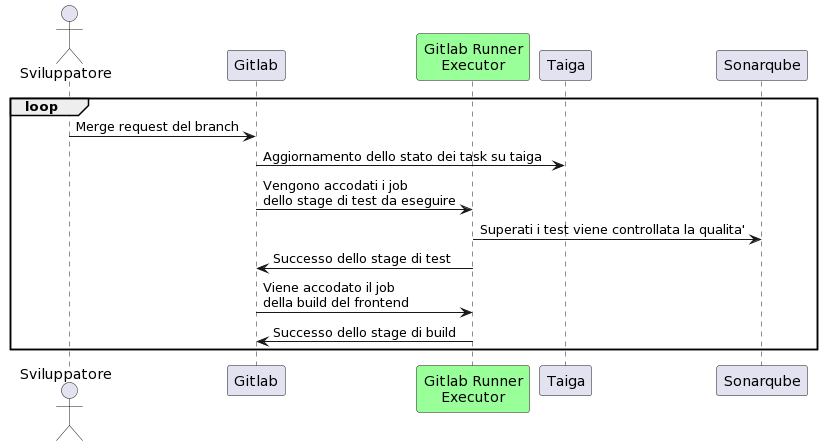 Sviluppatore
Gitlab
Gitlab Runner
Executor
Taiga
Sonarqube
loop
Merge request del branch
Aggiornamento dello stato dei task su taiga
Vengono accodati i job
dello stage di test da eseguire
Superati i test viene controllata la qualita'
Successo dello stage di test
Viene accodato il job
della build del frontend
Successo dello stage di build
Sviluppatore
Gitlab
Gitlab Runner
Executor
Taiga
Sonarqube